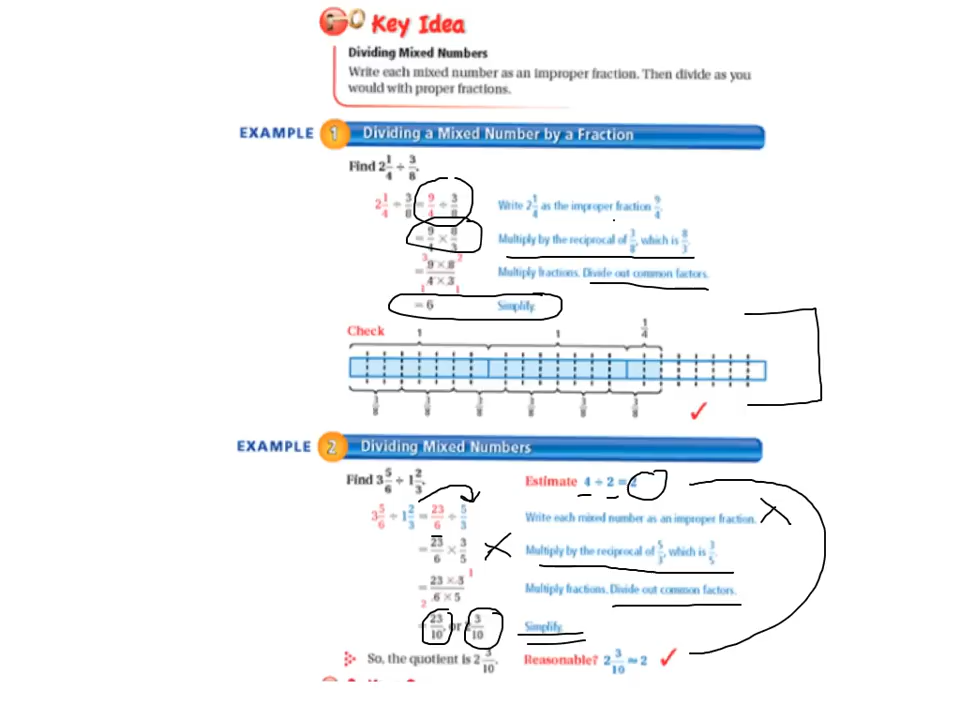 Key Idea
Dividing Mixed Numbers
Write each mixed number as an improper fraction. Then divide as you
would with proper fractions.
EXAMPLE 1 Dividing a Mixed Number by a Fraction
Find 2 1/4 ÷ 3/8.
2 1/4 ÷ 3/8 = 9/4 ÷ 3/8 Write 2 1/4 as the improper fraction 9/4.
= 9/4 × 8/3 Multiply by the reciprocal of 3/8, which is 8/3.
= 9 × 8 / 4 × 3 Multiply fractions. Divide out common factors.
3 2 1 1
= 6 Simplify.
Check 1 1 1/4
3/8 3/8 3/8 3/8 3/8 3/8 ✓
EXAMPLE 2 Dividing Mixed Numbers
Find 3 5/6 ÷ 1 2/3. Estimate 4 ÷ 2 = 2
3 5/6 ÷ 1 2/3 = 23/6 ÷ 5/3 Write each mixed number as an improper fraction.
= 23/6 × 3/5 Multiply by the reciprocal of 5/3, which is 3/5.
= 23 × 3 / 6 × 5 Multiply fractions. Divide out common factors.
1 2
= 23/10, or 2 3/10 Simplify.
So, the quotient is 2 3/10. Reasonable? 2 3/10 ≈ 2 ✓